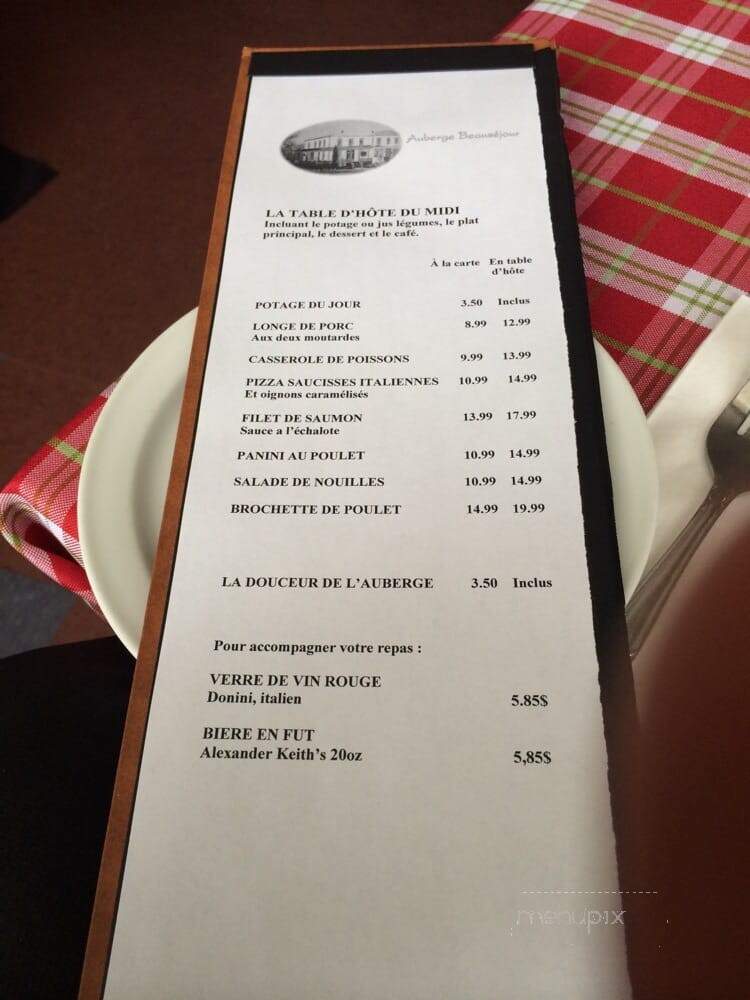 Auberge Beauséjour
LA TABLE D'HÔTE DU MIDI
Incluant le potage ou jus légumes, le plat
principal, le dessert et le café.
À la carte En table
d'hôte
POTAGE DU JOUR 3.50 Inclus
LONGE DE PORC 8.99 12.99
Aux deux moutardes
CASSEROLE DE POISSONS 9.99 13.99
PIZZA SAUCISSES ITALIENNES 10.99 14.99
Et oignons caramélisés
FILET DE SAUMON 13.99 17.99
Sauce a l'échalote
PANINI AU POULET 10.99 14.99
SALADE DE NOUILLES 10.99 14.99
BROCHETTE DE POULET 14.99 19.99
LA DOUCEUR DE L'AUBERGE 3.50 Inclus
Pour accompagner votre repas :
VERRE DE VIN ROUGE
Donini, italien 5.85$
BIERE EN FUT
Alexander Keith's 20oz 5,85$
menupix